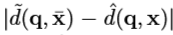 |d̃(𝐪, 𝐱̄) − d̂(𝐪, 𝐱)|